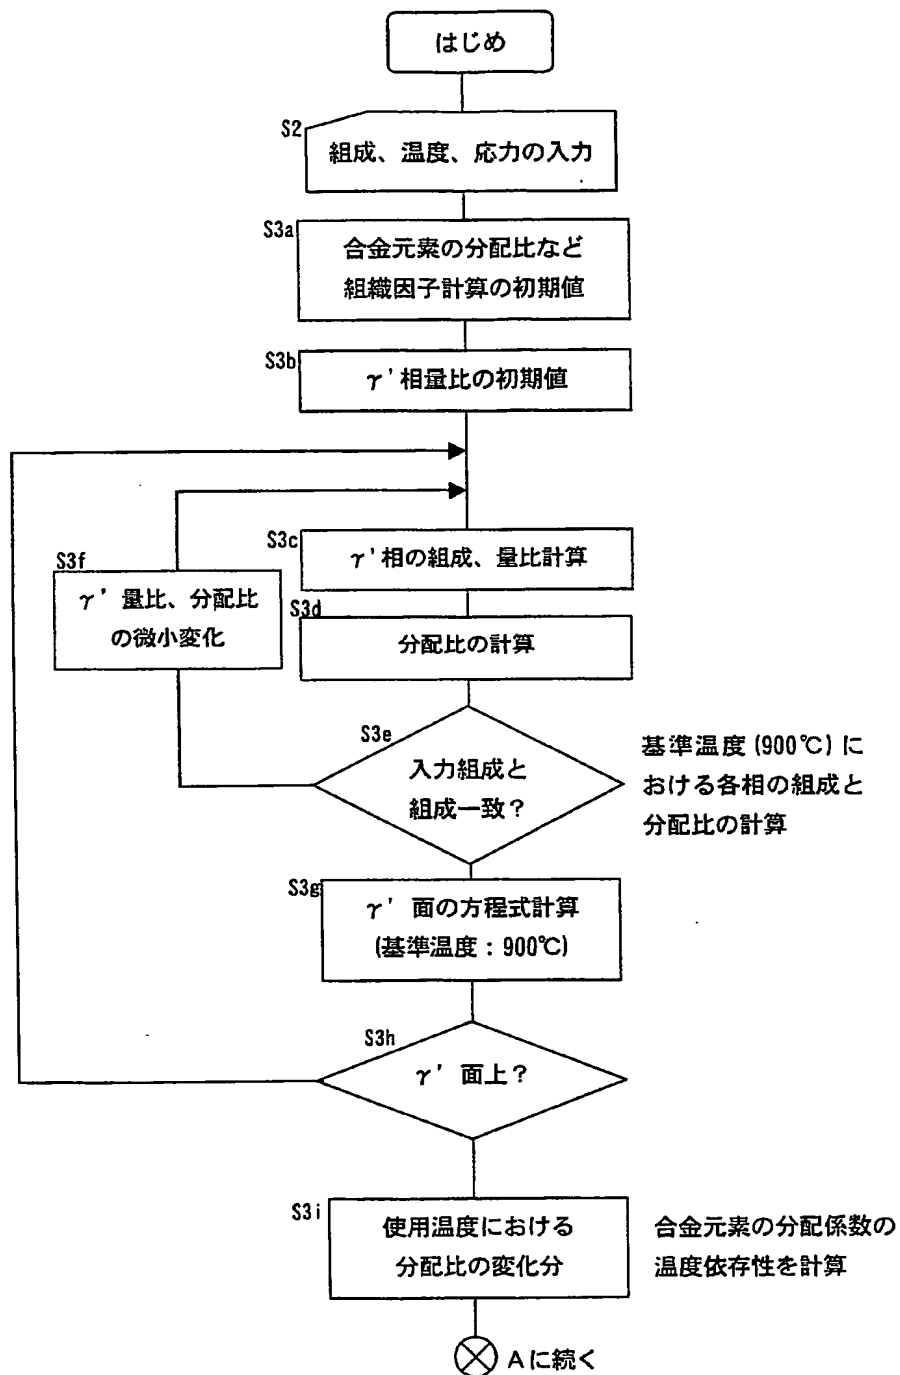 はじめ
S2
組成、温度、応力の入力
S3a
合金元素の分配比など
組織因子計算の初期値
S3b
γ'相量比の初期値
S3c
γ'相の組成、量比計算
S3f
γ' 量比、分配比
の微小変化
S3d
分配比の計算
S3e
入力組成と
組成一致?
基準温度(900℃)に
おける各相の組成と
分配比の計算
S3g
γ' 面の方程式計算
(基準温度:900℃)
S3h
γ' 面上?
S3i
使用温度における
分配比の変化分
合金元素の分配係数の
温度依存性を計算
Aに続く